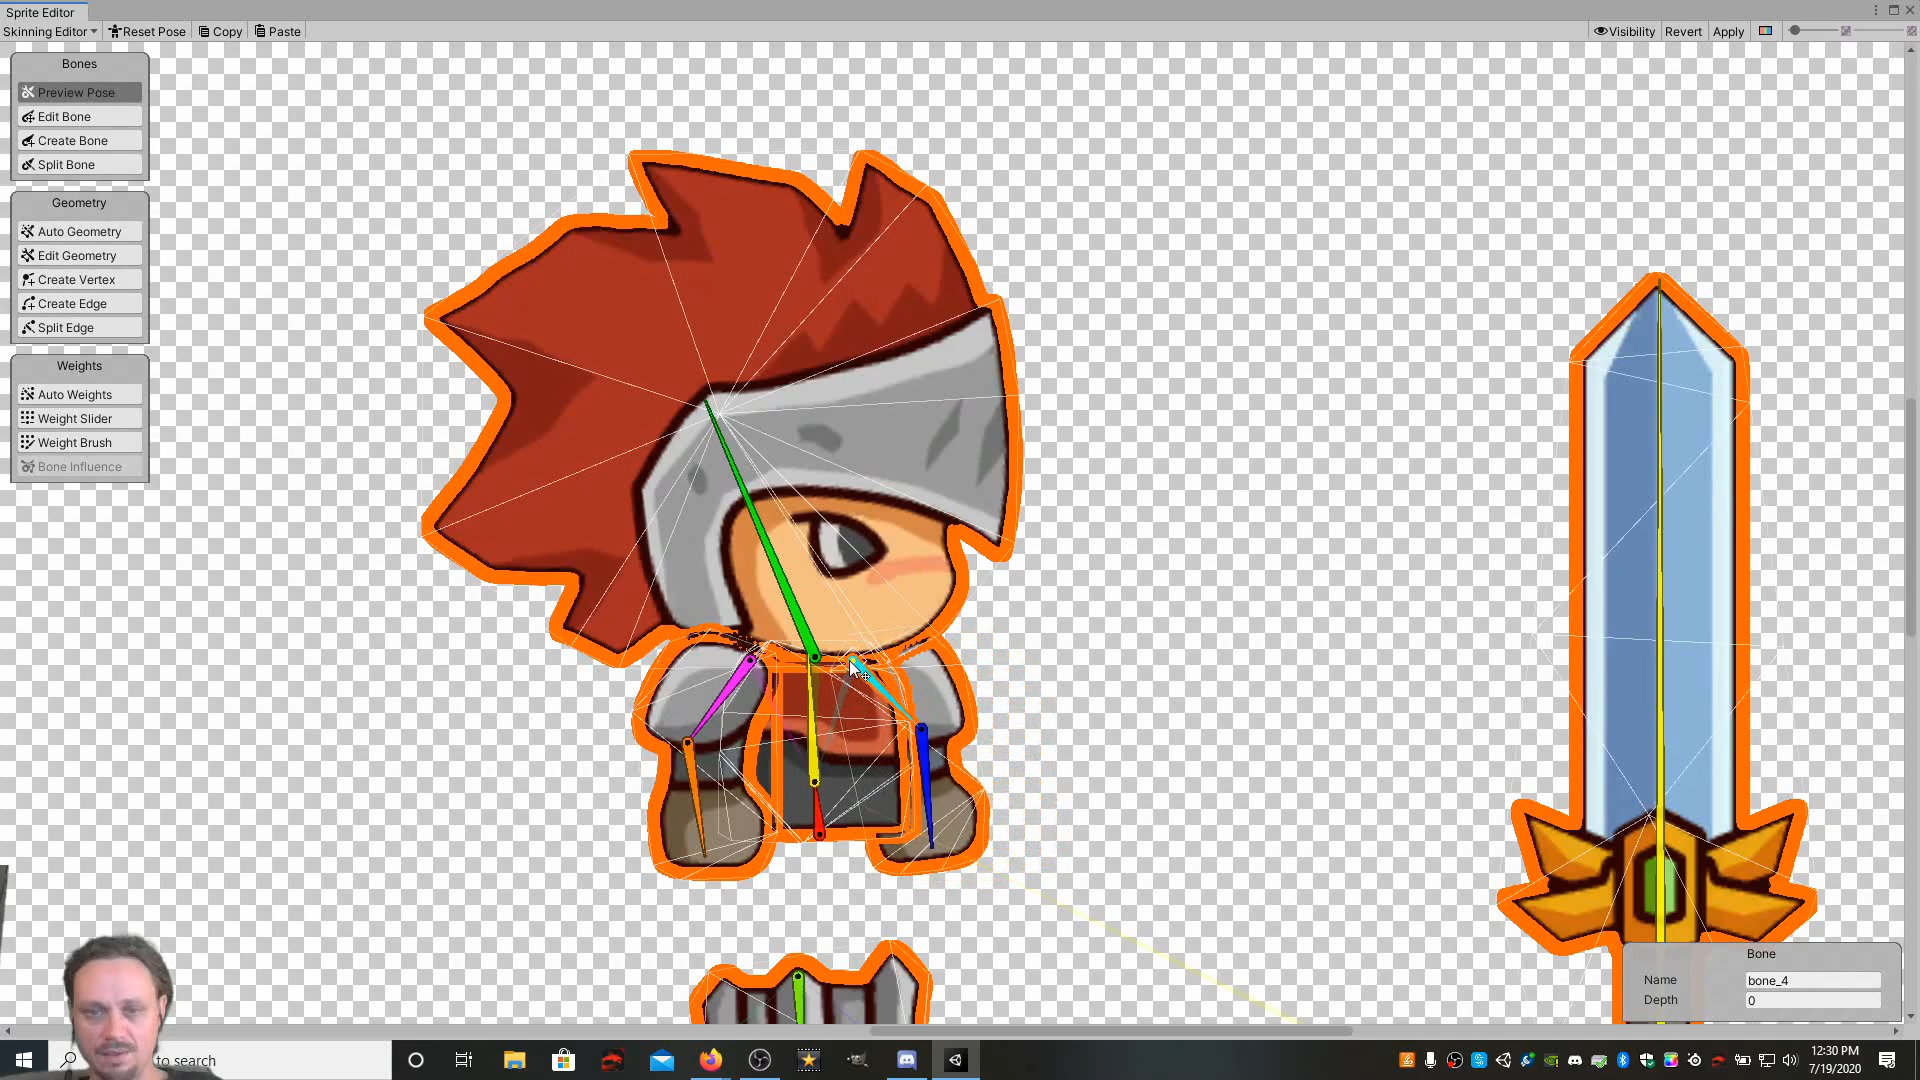 Sprite Editor
Skinning Editor
Reset Pose
Copy
Paste
Visibility
Revert
Apply
Bones
Preview Pose
Edit Bone
Create Bone
Split Bone
Geometry
Auto Geometry
Edit Geometry
Create Vertex
Create Edge
Split Edge
Weights
Auto Weights
Weight Slider
Weight Brush
Bone Influence
Bone
Name
bone_4
Depth
0
to search
12:30 PM
7/19/2020